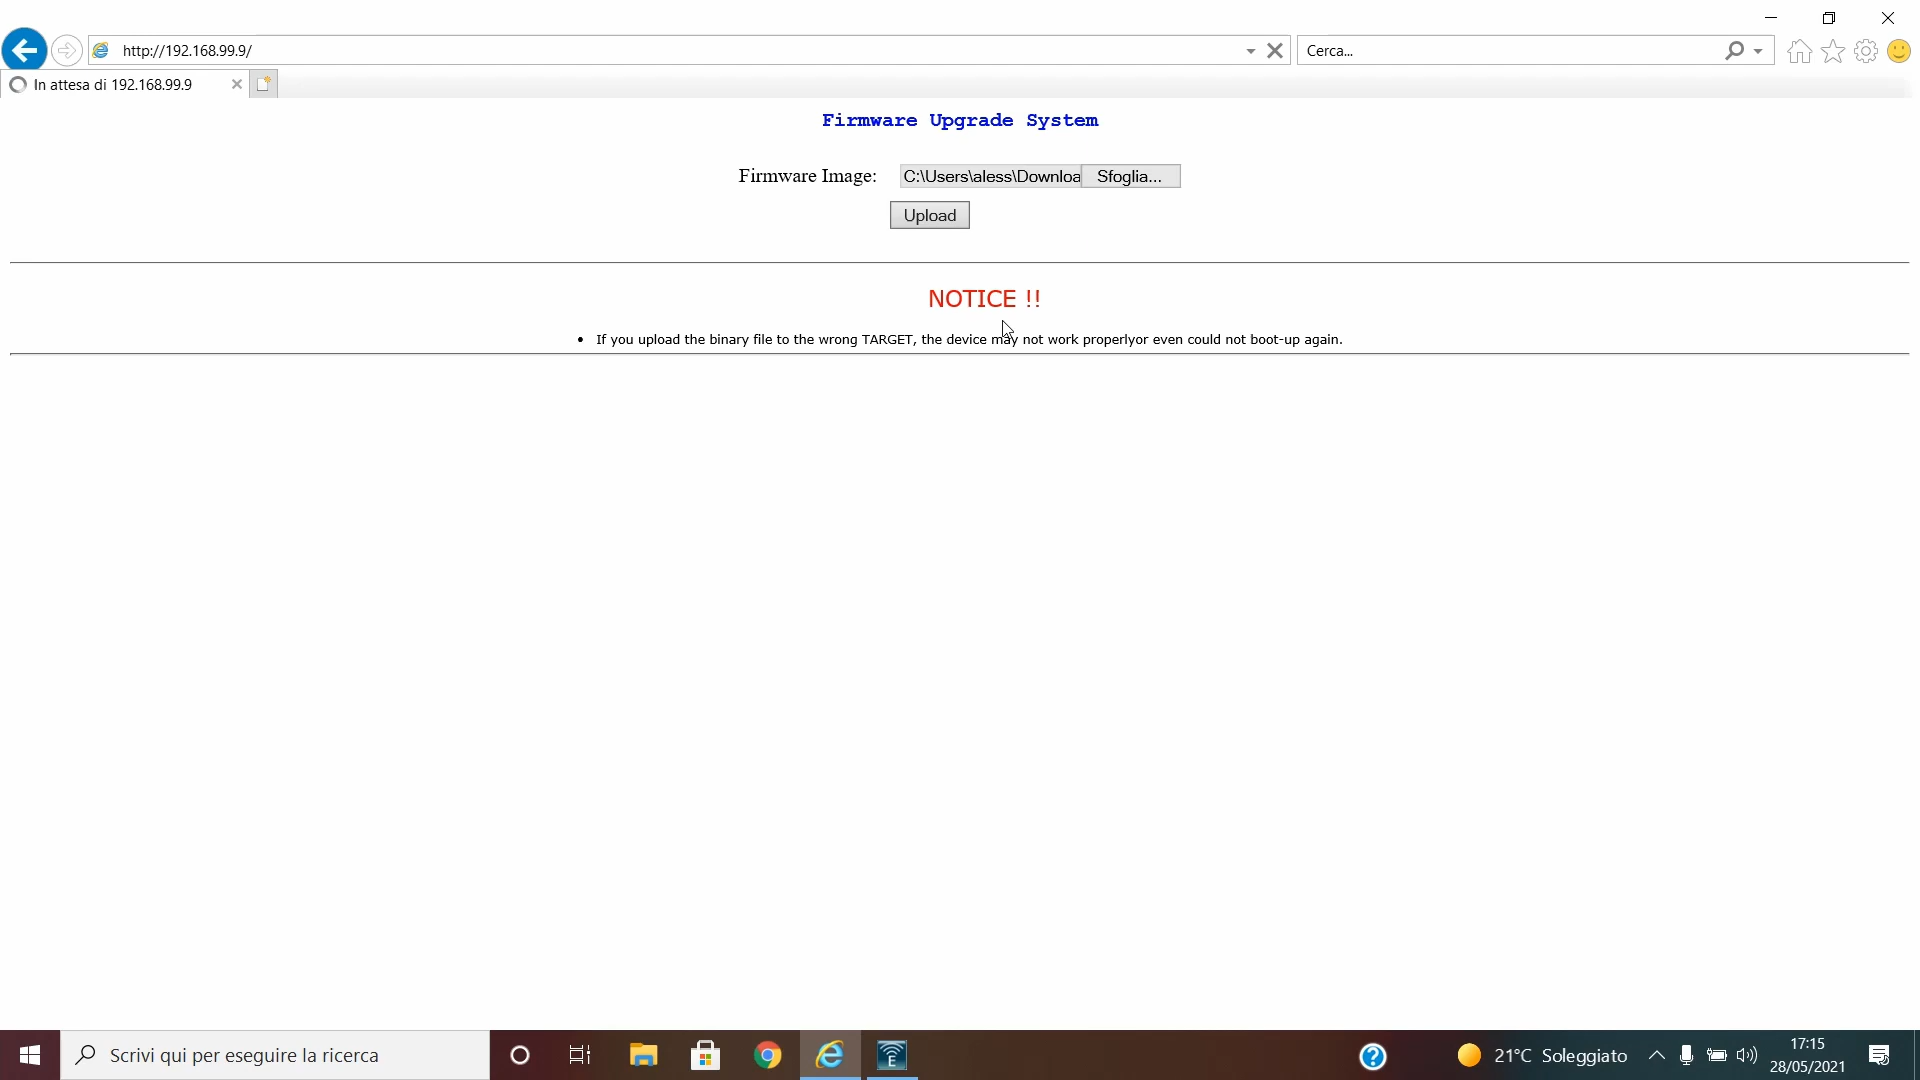 http://192.168.99.9/
Cerca...
In attesa di 192.168.99.9
Firmware Upgrade System
Firmware Image:
C:\Users\aless\Downloa
Sfoglia...
Upload
NOTICE !!
If you upload the binary file to the wrong TARGET, the device may not work properlyor even could not boot-up again.
Scrivi qui per eseguire la ricerca
E
21°C Soleggiato
17:15
28/05/2021